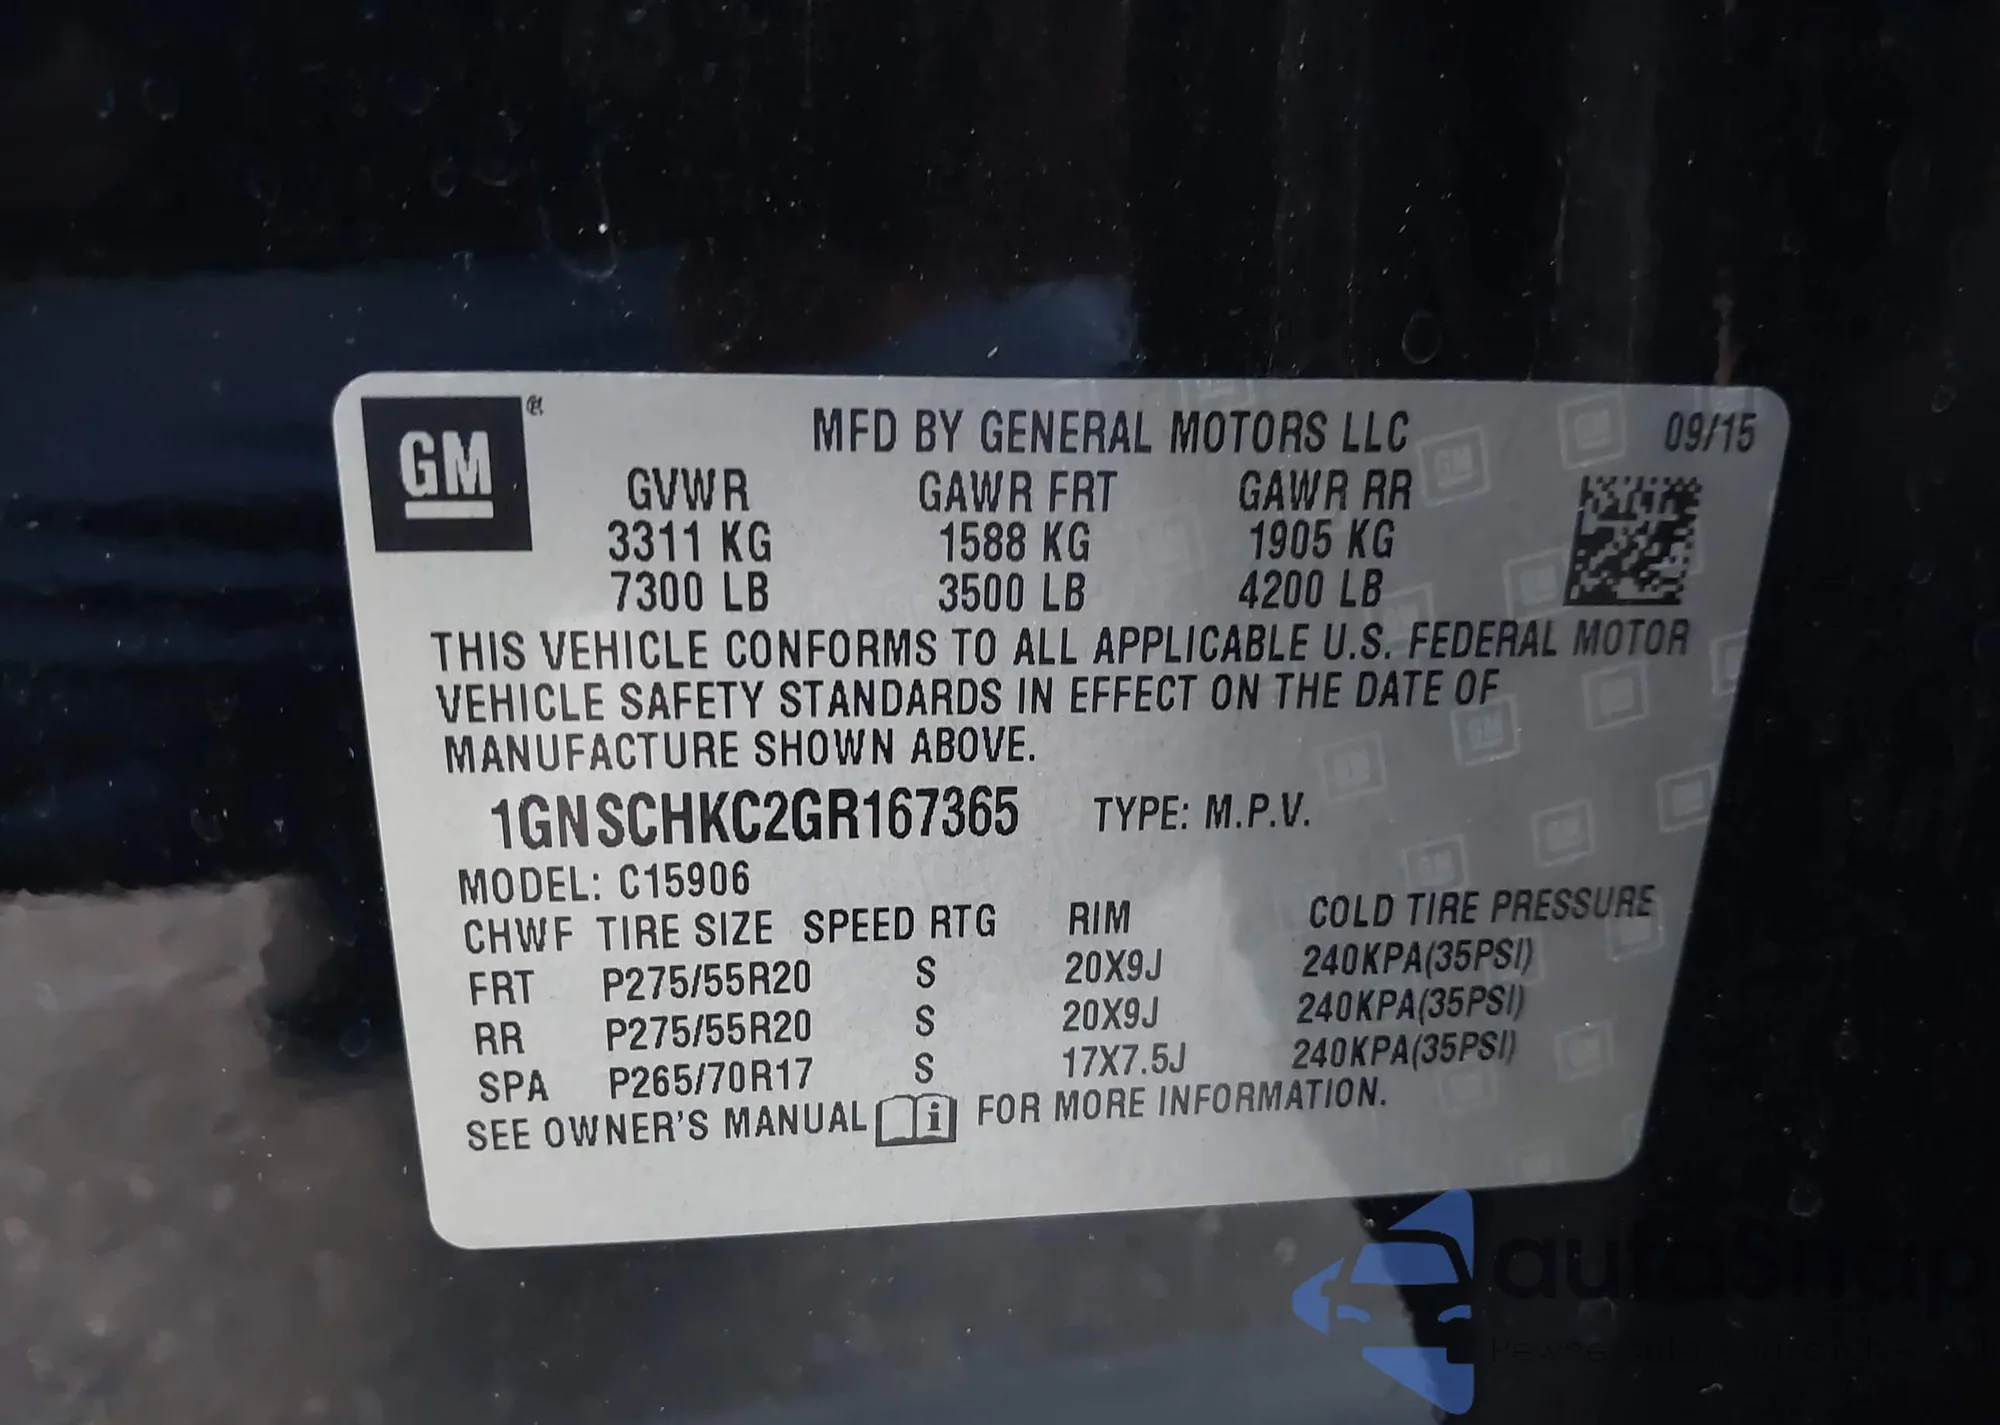 GM
MFD BY GENERAL MOTORS LLC 09/15
GVWR GAWR FRT GAWR RR
3311 KG 1588 KG 1905 KG
7300 LB 3500 LB 4200 LB
THIS VEHICLE CONFORMS TO ALL APPLICABLE U.S. FEDERAL MOTOR
VEHICLE SAFETY STANDARDS IN EFFECT ON THE DATE OF
MANUFACTURE SHOWN ABOVE.
1GNSCHKC2GR167365 TYPE: M.P.V.
MODEL: C15906
CHWF TIRE SIZE SPEED RTG RIM COLD TIRE PRESSURE
FRT P275/55R20 S 20X9J 240KPA(35PSI)
RR P275/55R20 S 20X9J 240KPA(35PSI)
SPA P265/70R17 S 17X7.5J 240KPA(35PSI)
SEE OWNER'S MANUAL i FOR MORE INFORMATION.
autoSnap